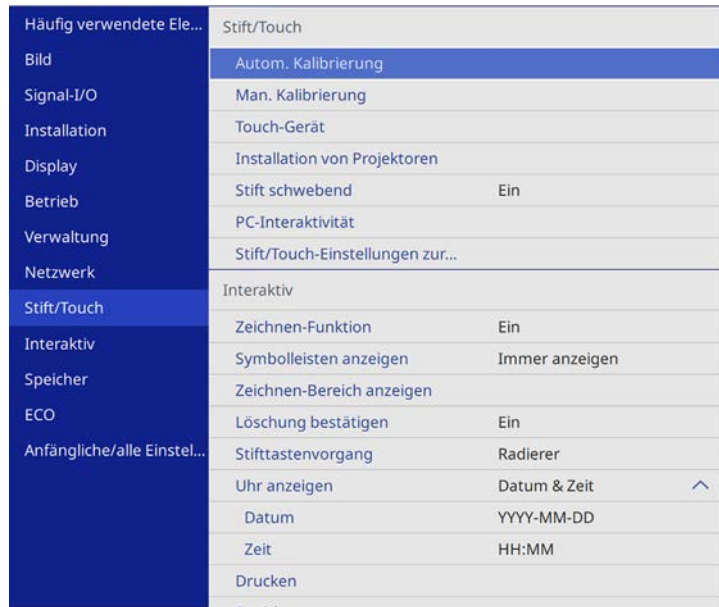 Häufig verwendete Ele...
Bild
Signal-I/O
Installation
Display
Betrieb
Verwaltung
Netzwerk
Stift/Touch
Interaktiv
Speicher
ECO
Anfängliche/alle Einstel...
Stift/Touch
Autom. Kalibrierung
Man. Kalibrierung
Touch-Gerät
Installation von Projektoren
Stift schwebend Ein
PC-Interaktivität
Stift/Touch-Einstellungen zur...
Interaktiv
Zeichnen-Funktion Ein
Symbolleisten anzeigen Immer anzeigen
Zeichnen-Bereich anzeigen
Löschung bestätigen Ein
Stifttastenvorgang Radierer
Uhr anzeigen Datum & Zeit
Datum YYYY-MM-DD
Zeit HH:MM
Drucken